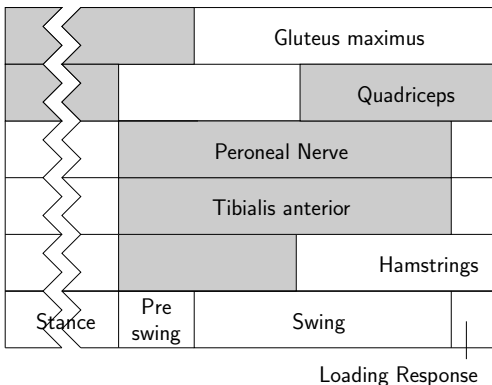 Gluteus maximus
Quadriceps
Peroneal Nerve
Tibialis anterior
Hamstrings
Stance
Pre
swing
Swing
Loading Response